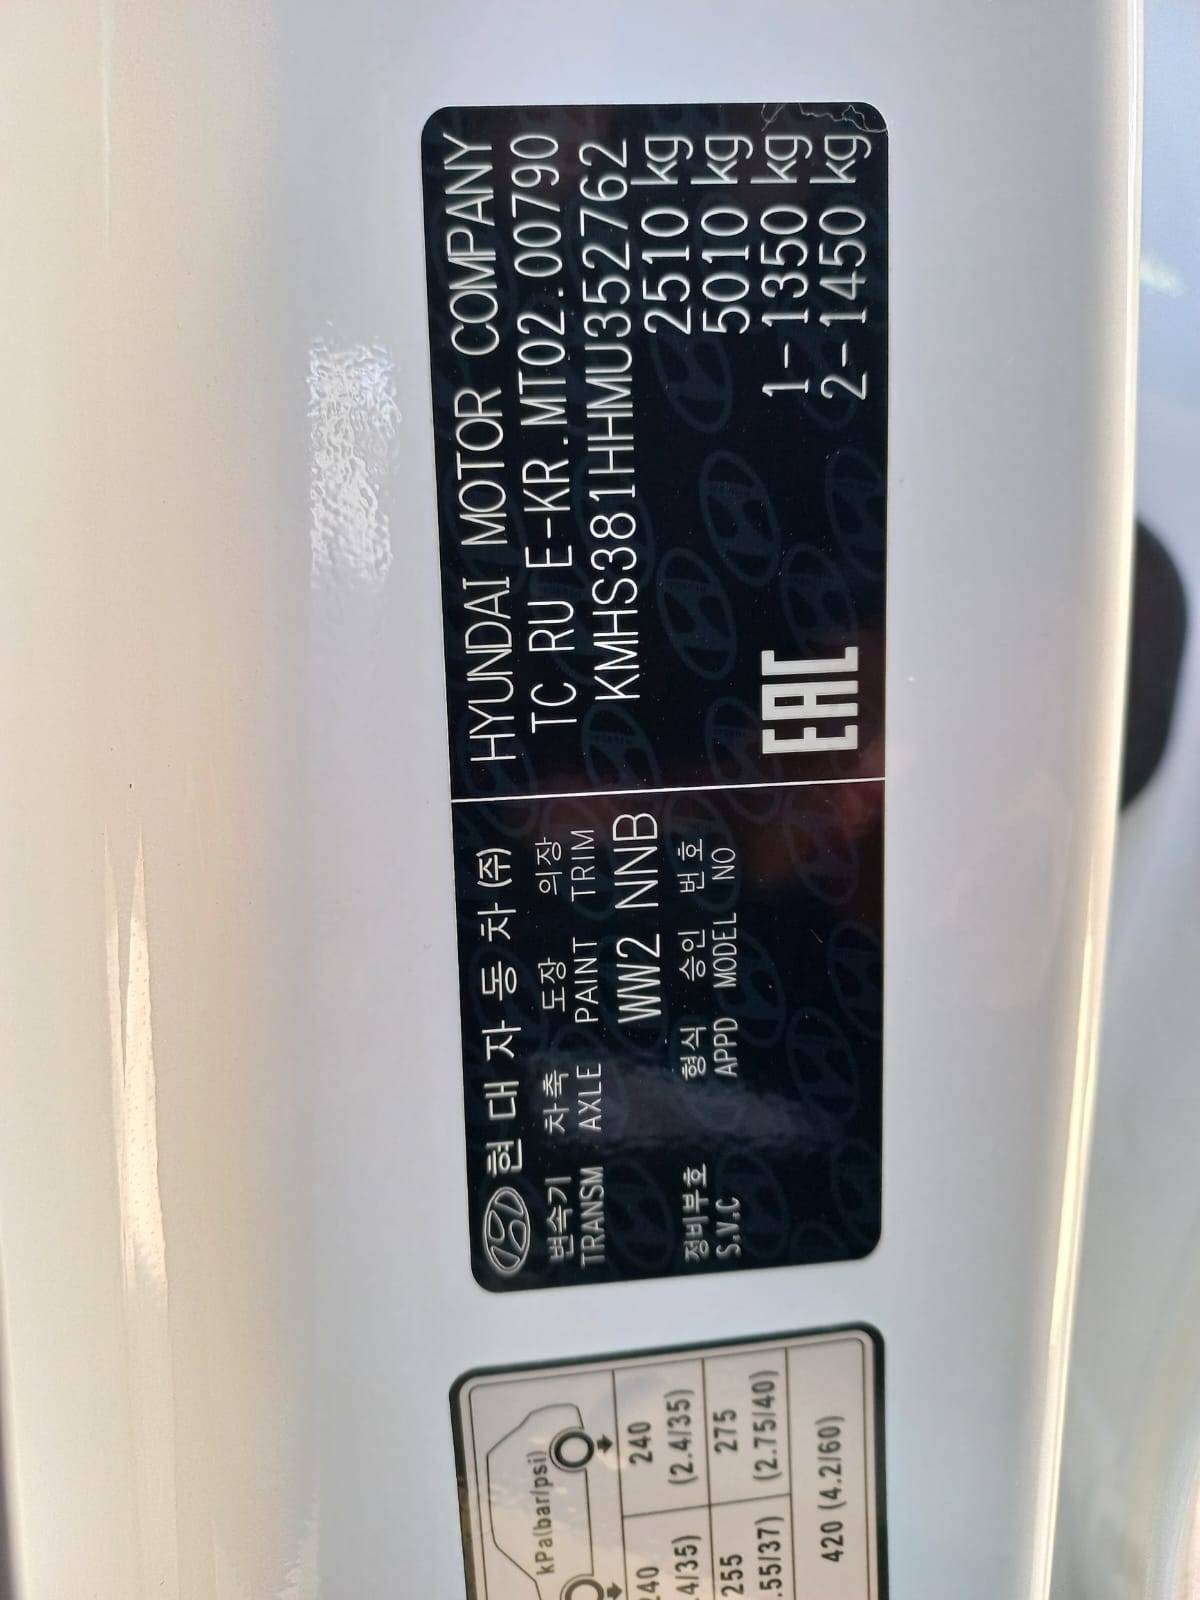 현대자동차(주)
변속기 차축 도장 의장
TRANSM AXLE PAINT TRIM
WW2 NNB
정비부호 형식 승인 번호
S.V.C APPD MODEL NO
HYUNDAI MOTOR COMPANY
TC RU E-KR.MT02.00790
KMHS381HHMU352762
2510 kg
5010 kg
1- 1350 kg
2- 1450 kg
EAC
kPa(bar/psi)
240
(2.4/35)
255 275
(2.75/40)
420 (4.2/60)